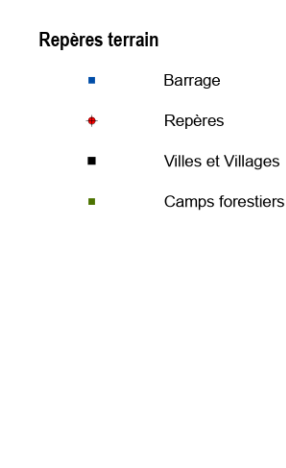 Repères terrain
Barrage
Repères
Villes et Villages
Camps forestiers